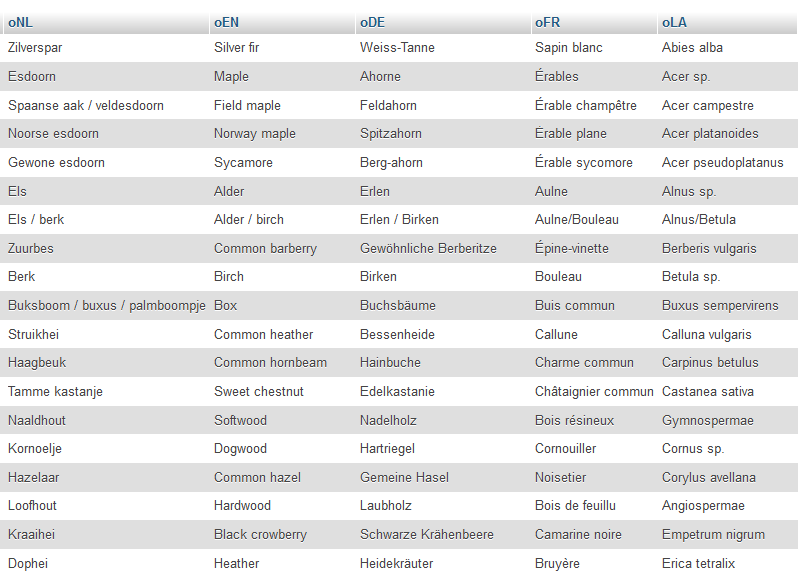 oNL oEN oDE oFR oLA
Zilverspar Silver fir Weiss-Tanne Sapin blanc Abies alba
Esdoorn Maple Ahorne Érables Acer sp.
Spaanse aak / veldesdoorn Field maple Feldahorn Érable champêtre Acer campestre
Noorse esdoorn Norway maple Spitzahorn Érable plane Acer platanoides
Gewone esdoorn Sycamore Berg-ahorn Érable sycomore Acer pseudoplatanus
Els Alder Erlen Aulne Alnus sp.
Els / berk Alder / birch Erlen / Birken Aulne/Bouleau Alnus/Betula
Zuurbes Common barberry Gewöhnliche Berberitze Épine-vinette Berberis vulgaris
Berk Birch Birken Bouleau Betula sp.
Buksboom / buxus / palmboompje Box Buchsbäume Buis commun Buxus sempervirens
Struikhei Common heather Bessenheide Callune Calluna vulgaris
Haagbeuk Common hornbeam Hainbuche Charme commun Carpinus betulus
Tamme kastanje Sweet chestnut Edelkastanie Châtaignier commun Castanea sativa
Naaldhout Softwood Nadelholz Bois résineux Gymnospermae
Kornoelje Dogwood Hartriegel Cornouiller Cornus sp.
Hazelaar Common hazel Gemeine Hasel Noisetier Corylus avellana
Loofhout Hardwood Laubholz Bois de feuillu Angiospermae
Kraaihei Black crowberry Schwarze Krähenbeere Camarine noire Empetrum nigrum
Dophei Heather Heidekräuter Bruyère Erica tetralix